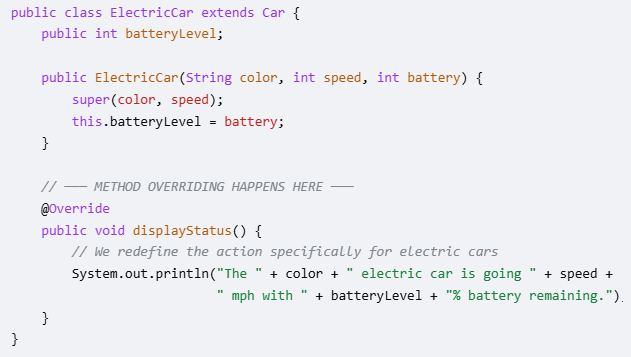 public class ElectricCar extends Car {
    public int batteryLevel;

    public ElectricCar(String color, int speed, int battery) {
        super(color, speed);
        this.batteryLevel = battery;
    }

    // ─── METHOD OVERRIDING HAPPENS HERE ───
    @Override
    public void displayStatus() {
        // We redefine the action specifically for electric cars
        System.out.println("The " + color + " electric car is going " + speed +
                           " mph with " + batteryLevel + "% battery remaining.");
    }
}